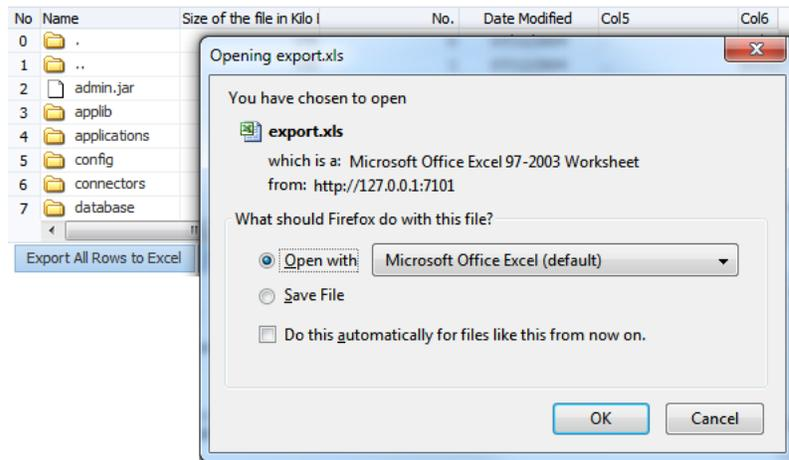 No Name Size of the file in Kilo No. Date Modified Col5 Col6
0 .
1 ..
2 admin.jar
3 applib
4 applications
5 config
6 connectors
7 database
Export All Rows to Excel
Opening export.xls
You have chosen to open
export.xls
which is a: Microsoft Office Excel 97-2003 Worksheet
from: http://127.0.0.1:7101
What should Firefox do with this file?
Open with Microsoft Office Excel (default)
Save File
Do this automatically for files like this from now on.
OK Cancel